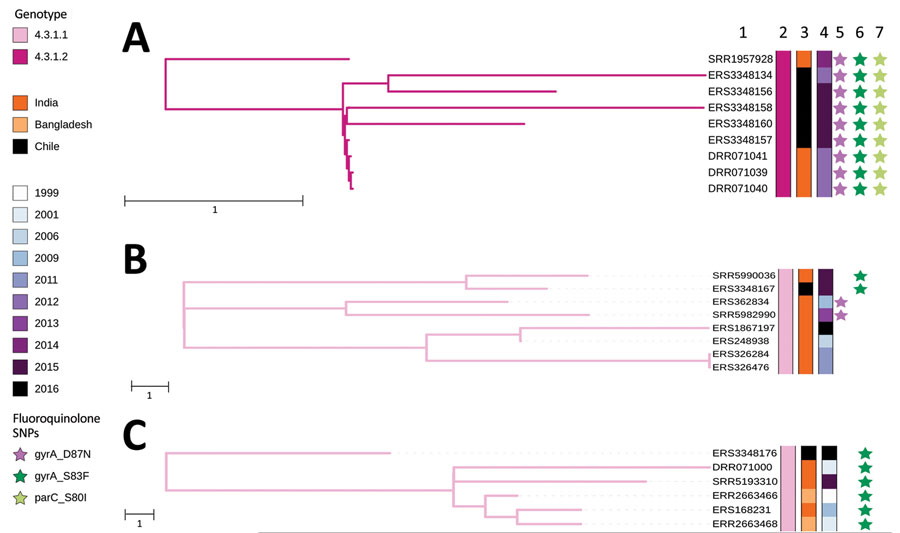 Genotype
4.3.1.1
4.3.1.2
India
Bangladesh
Chile
1999
2001
2006
2009
2011
2012
2013
2014
2015
2016
Fluoroquinolone
SNPs
gyrA_D87N
gyrA_S83F
parC_S80I
A
1 2 3 4 5 6 7
SRR1957928
ERS3348134
ERS3348156
ERS3348158
ERS3348160
ERS3348157
DRR071041
DRR071039
DRR071040
1
B
SRR5990036
ERS3348167
ERS362834
SRR5982990
ERS1867197
ERS248938
ERS326284
ERS326476
1
C
ERS3348176
DRR071000
SRR5193310
ERR2663466
ERS168231
ERR2663468
1